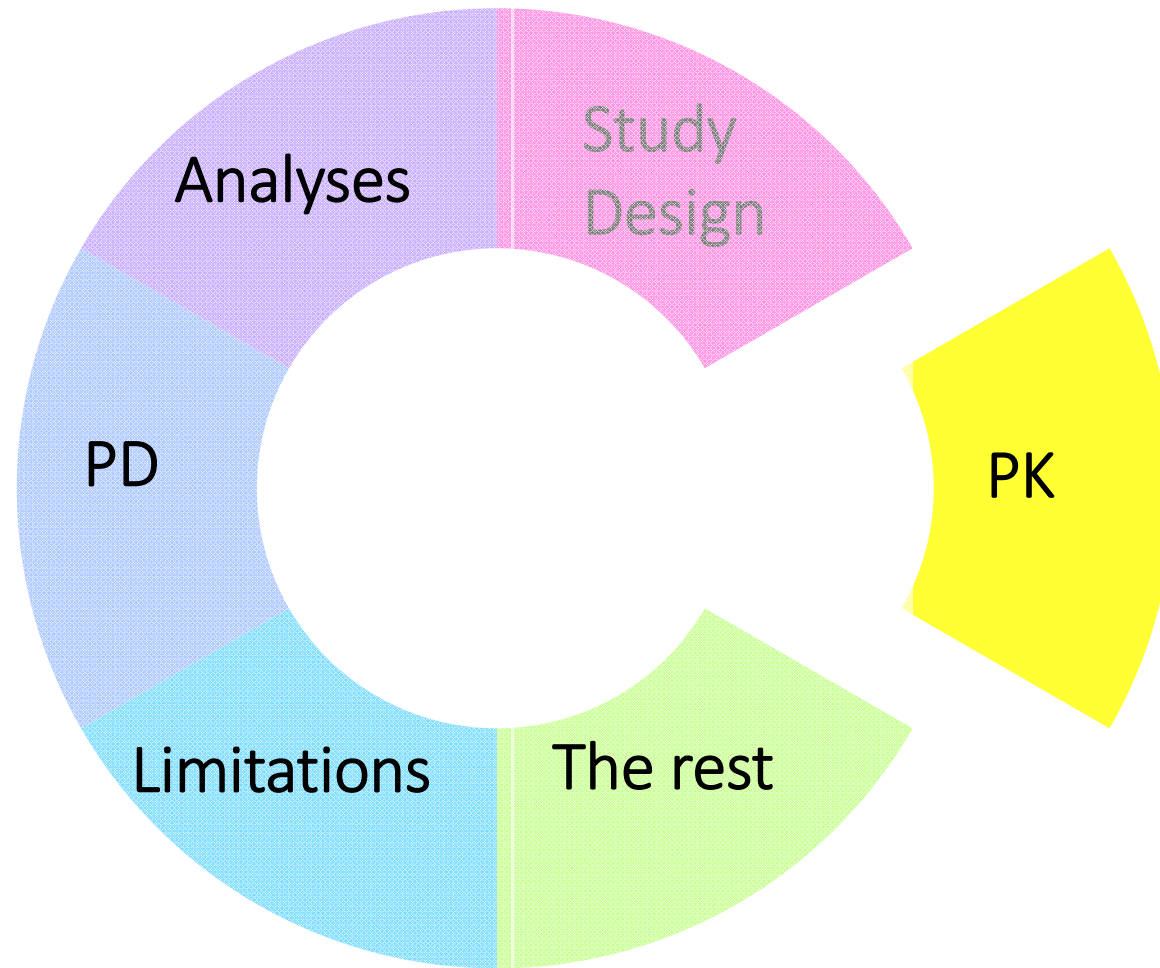 Study
Design
Analyses
PD
PK
Limitations
The rest